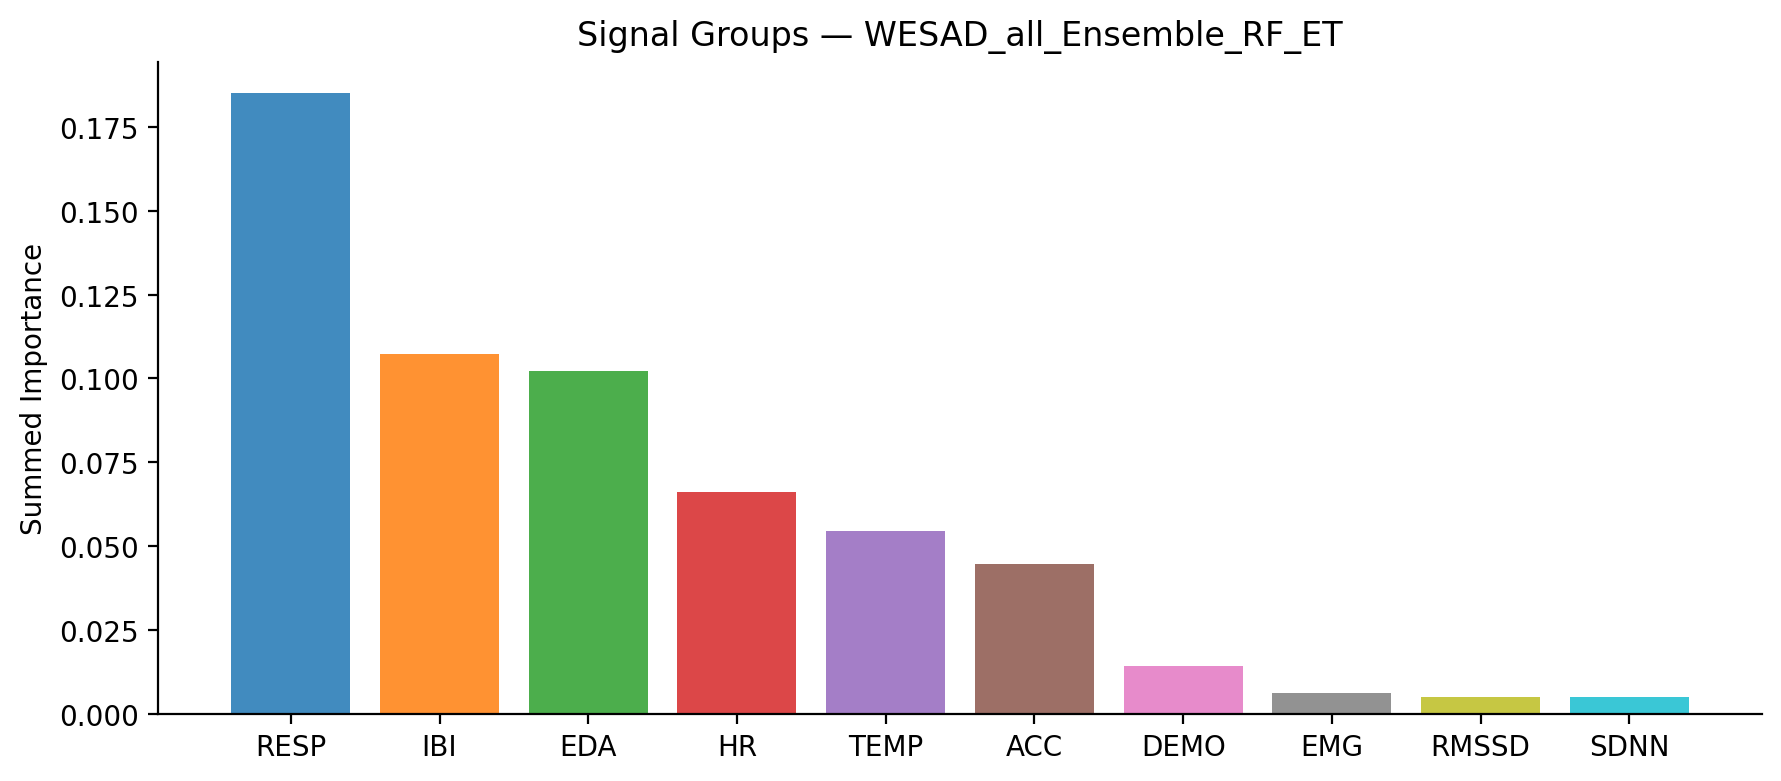 Signal Groups — WESAD_all_Ensemble_RF_ET
Summed Importance
0.175
0.150
0.125
0.100
0.075
0.050
0.025
0.000
RESP IBI EDA HR TEMP ACC DEMO EMG RMSSD SDNN